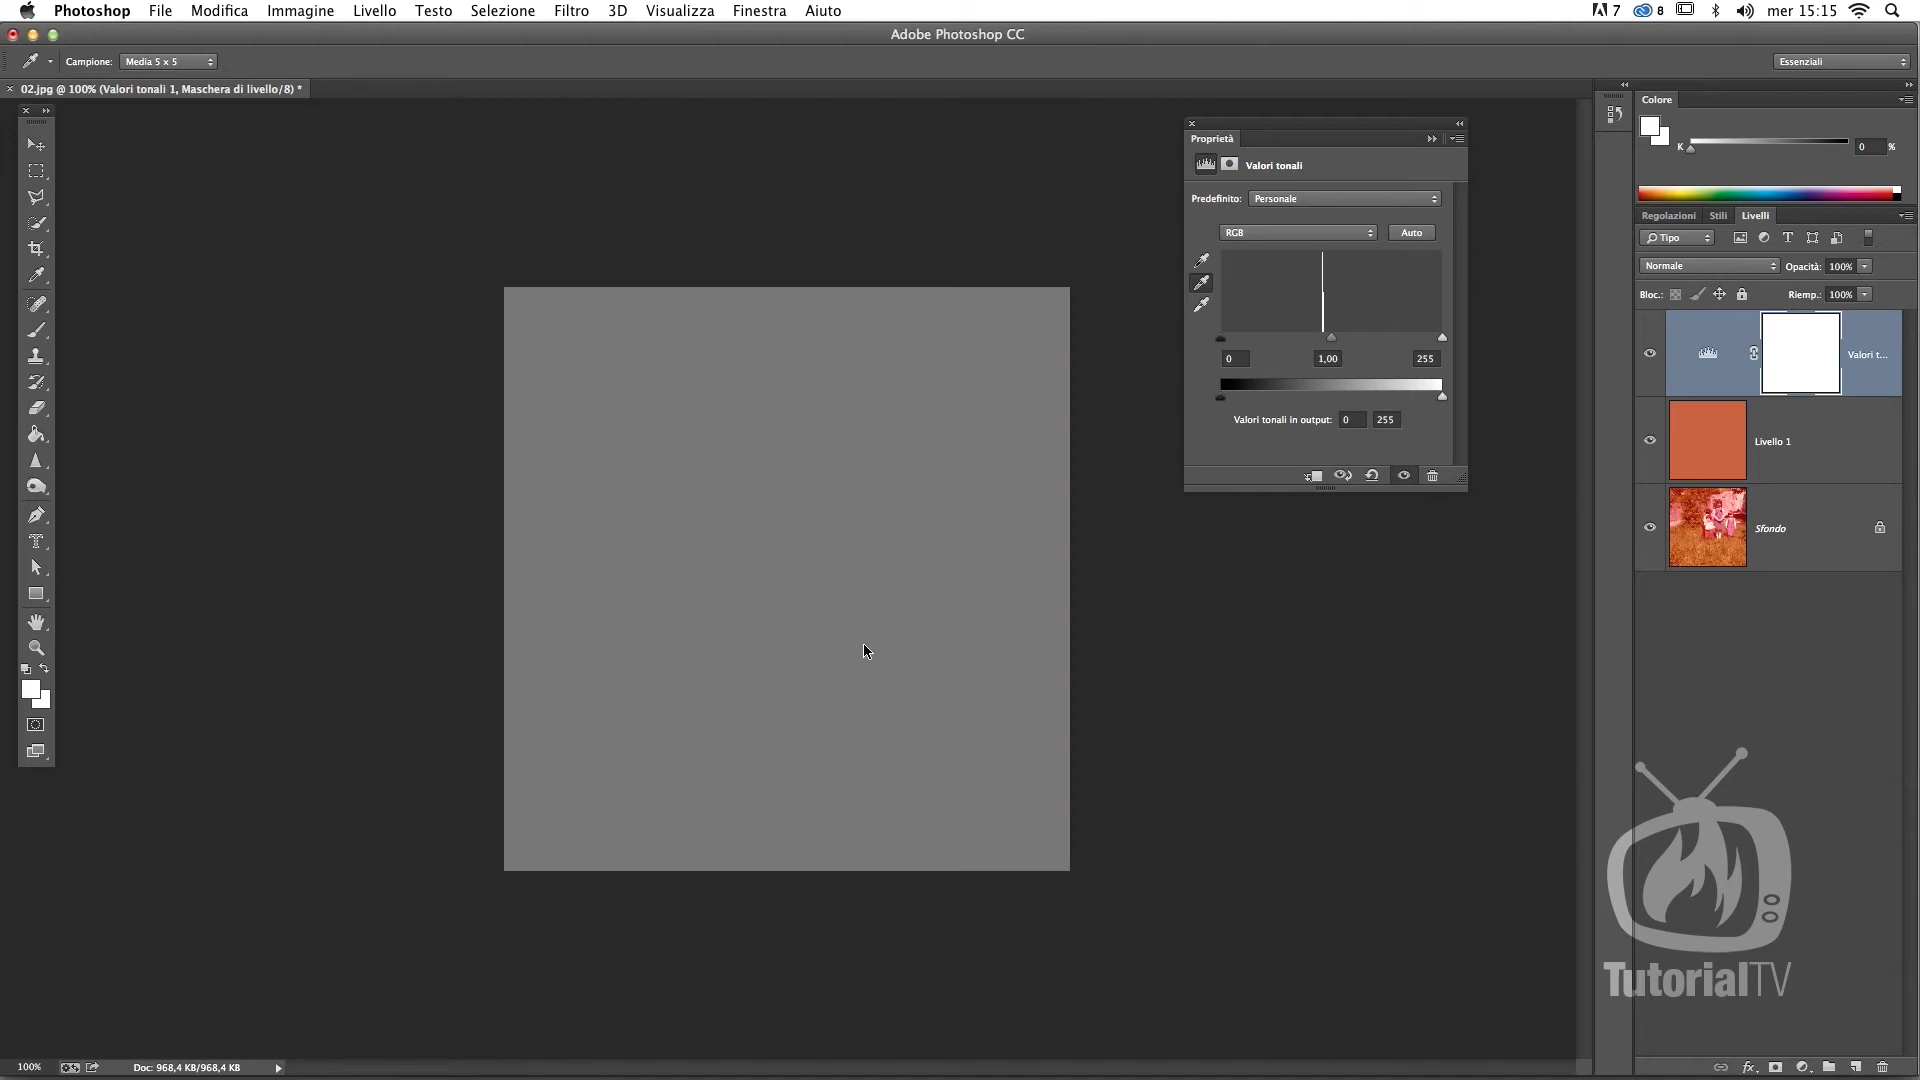 Photoshop File Modifica Immagine Livello Testo Selezione Filtro 3D Visualizza Finestra Aiuto 7 8 mer 15:15
Adobe Photoshop CC
Campione: Media 5 x 5 Essenziali
02.jpg @ 100% (Valori tonali 1, Maschera di livello/8) *
Colore
K 0 %
Proprietà
Valori tonali
Predefinito: Personale
RGB Auto
0 1,00 255
Valori tonali in output: 0 255
Regolazioni Stili Livelli
Tipo
Normale Opacità: 100%
Bloc.: Riemp.: 100%
Valori t...
Livello 1
Sfondo
TutorialTV
100% Doc: 968,4 KB/968,4 KB